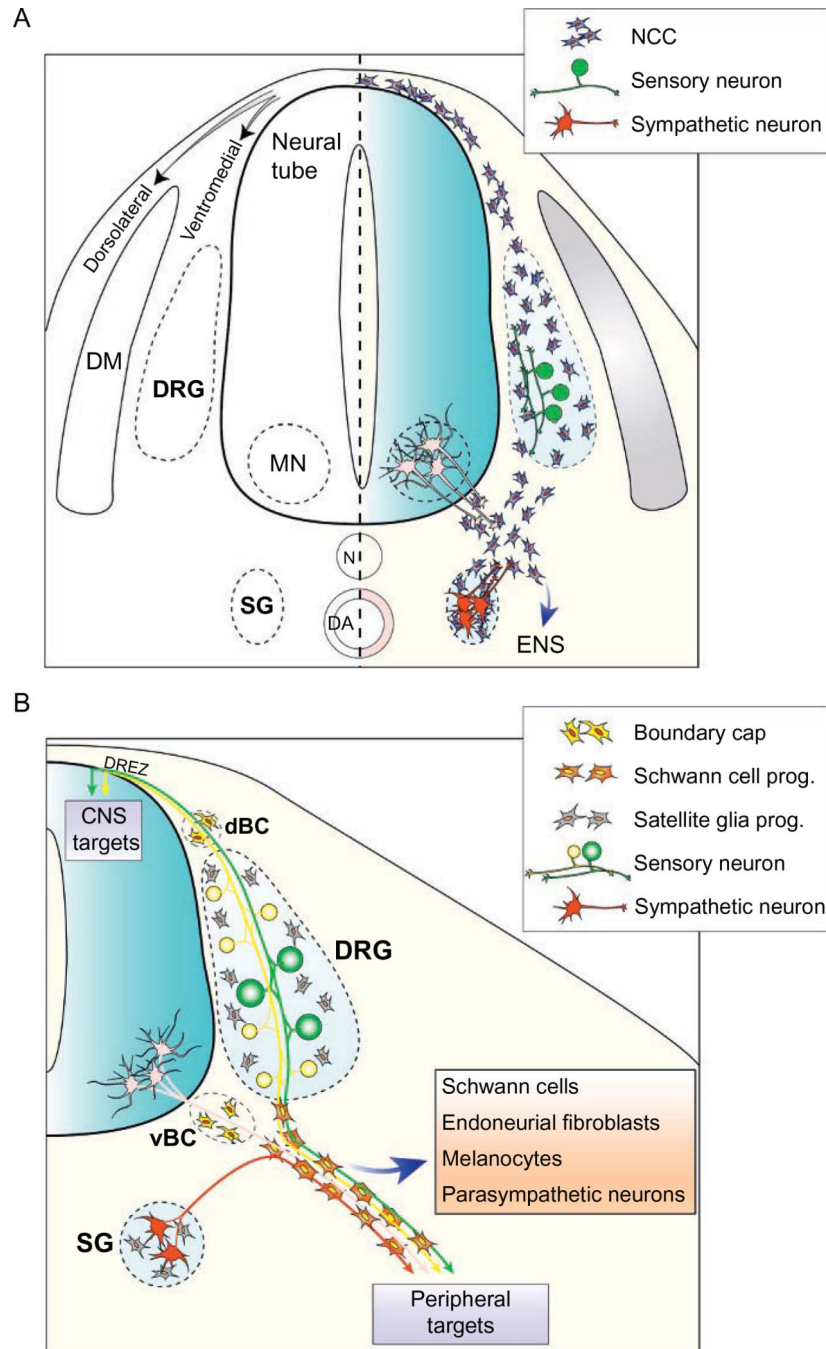 A
NCC
Sensory neuron
Sympathetic neuron
Neural
tube
Dorsolateral
Ventromedial
DM
DRG
MN
N
SG
DA
ENS
B
Boundary cap
Schwann cell prog.
Satellite glia prog.
Sensory neuron
Sympathetic neuron
DREZ
CNS
targets
dBC
DRG
vBC
SG
Schwann cells
Endoneurial fibroblasts
Melanocytes
Parasympathetic neurons
Peripheral
targets